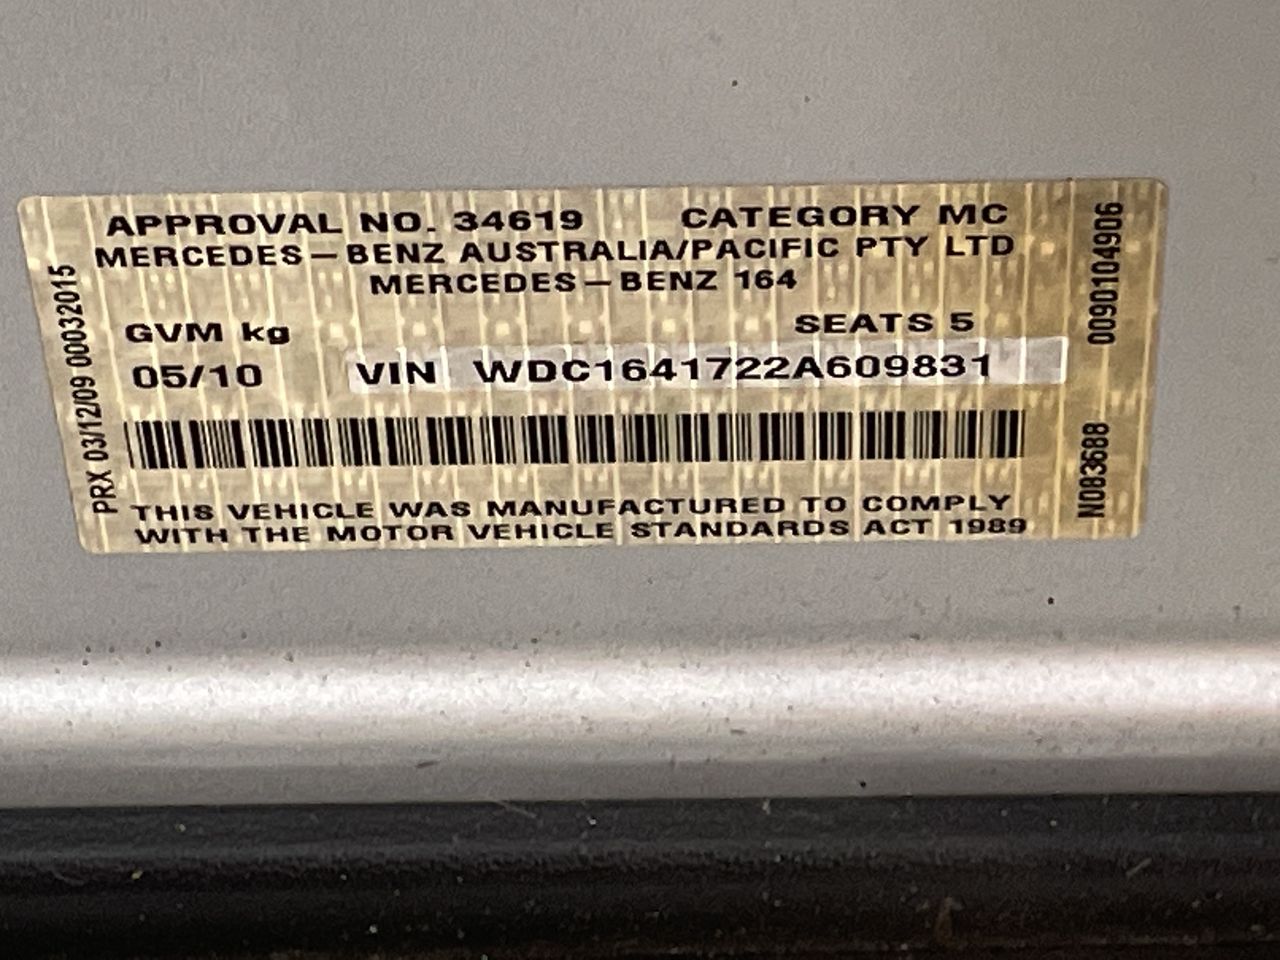 APPROVAL NO. 34619 CATEGORY MC
MERCEDES-BENZ AUSTRALIA/PACIFIC PTY LTD
MERCEDES-BENZ 164
GVM kg SEATS 5
05/10 VIN WDC1641722A609831
THIS VEHICLE WAS MANUFACTURED TO COMPLY
WITH THE MOTOR VEHICLE STANDARDS ACT 1989
PRX 03/12/09 00032015
N083688 0090104906